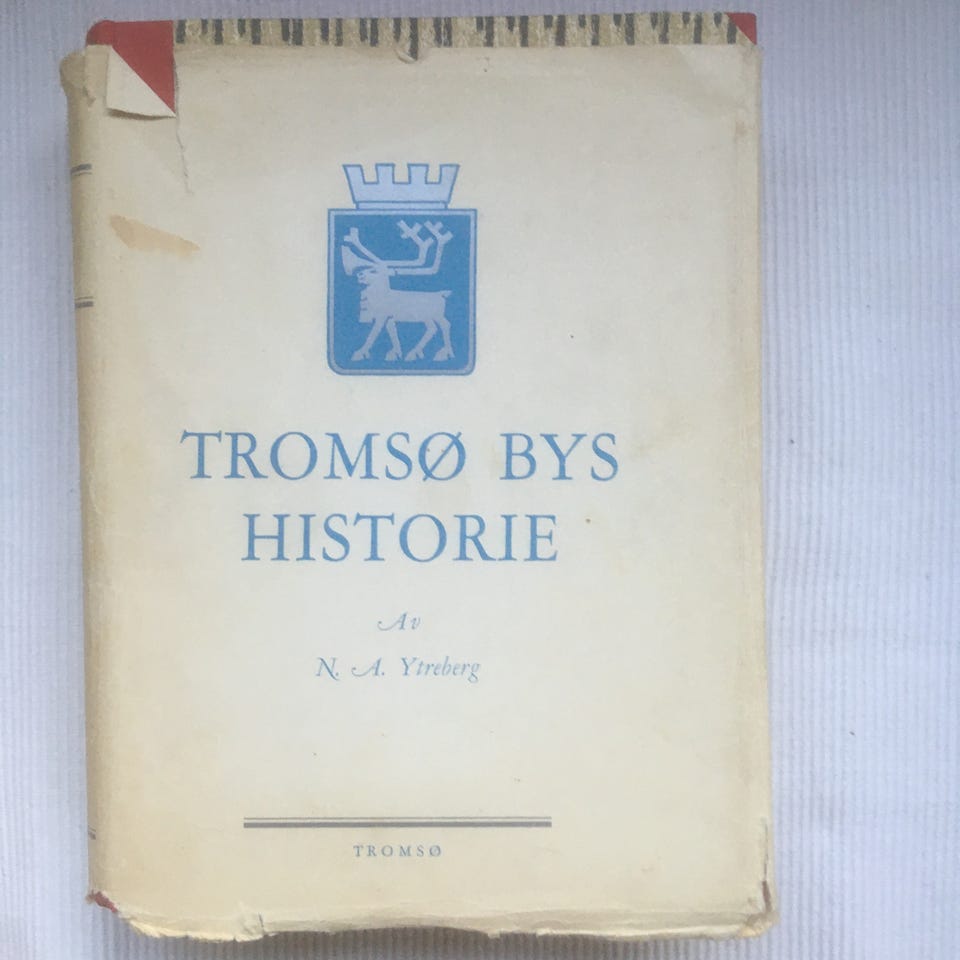 TROMSØ BYS
HISTORIE
Av
N. A. Ytreberg
TROMSØ